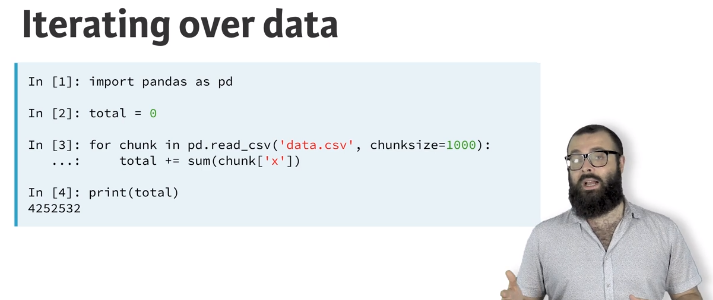 Iterating over data
In [1]: import pandas as pd
In [2]: total = 0
In [3]: for chunk in pd.read_csv('data.csv', chunksize=1000):
...: total += sum(chunk['x'])
In [4]: print(total)
4252532